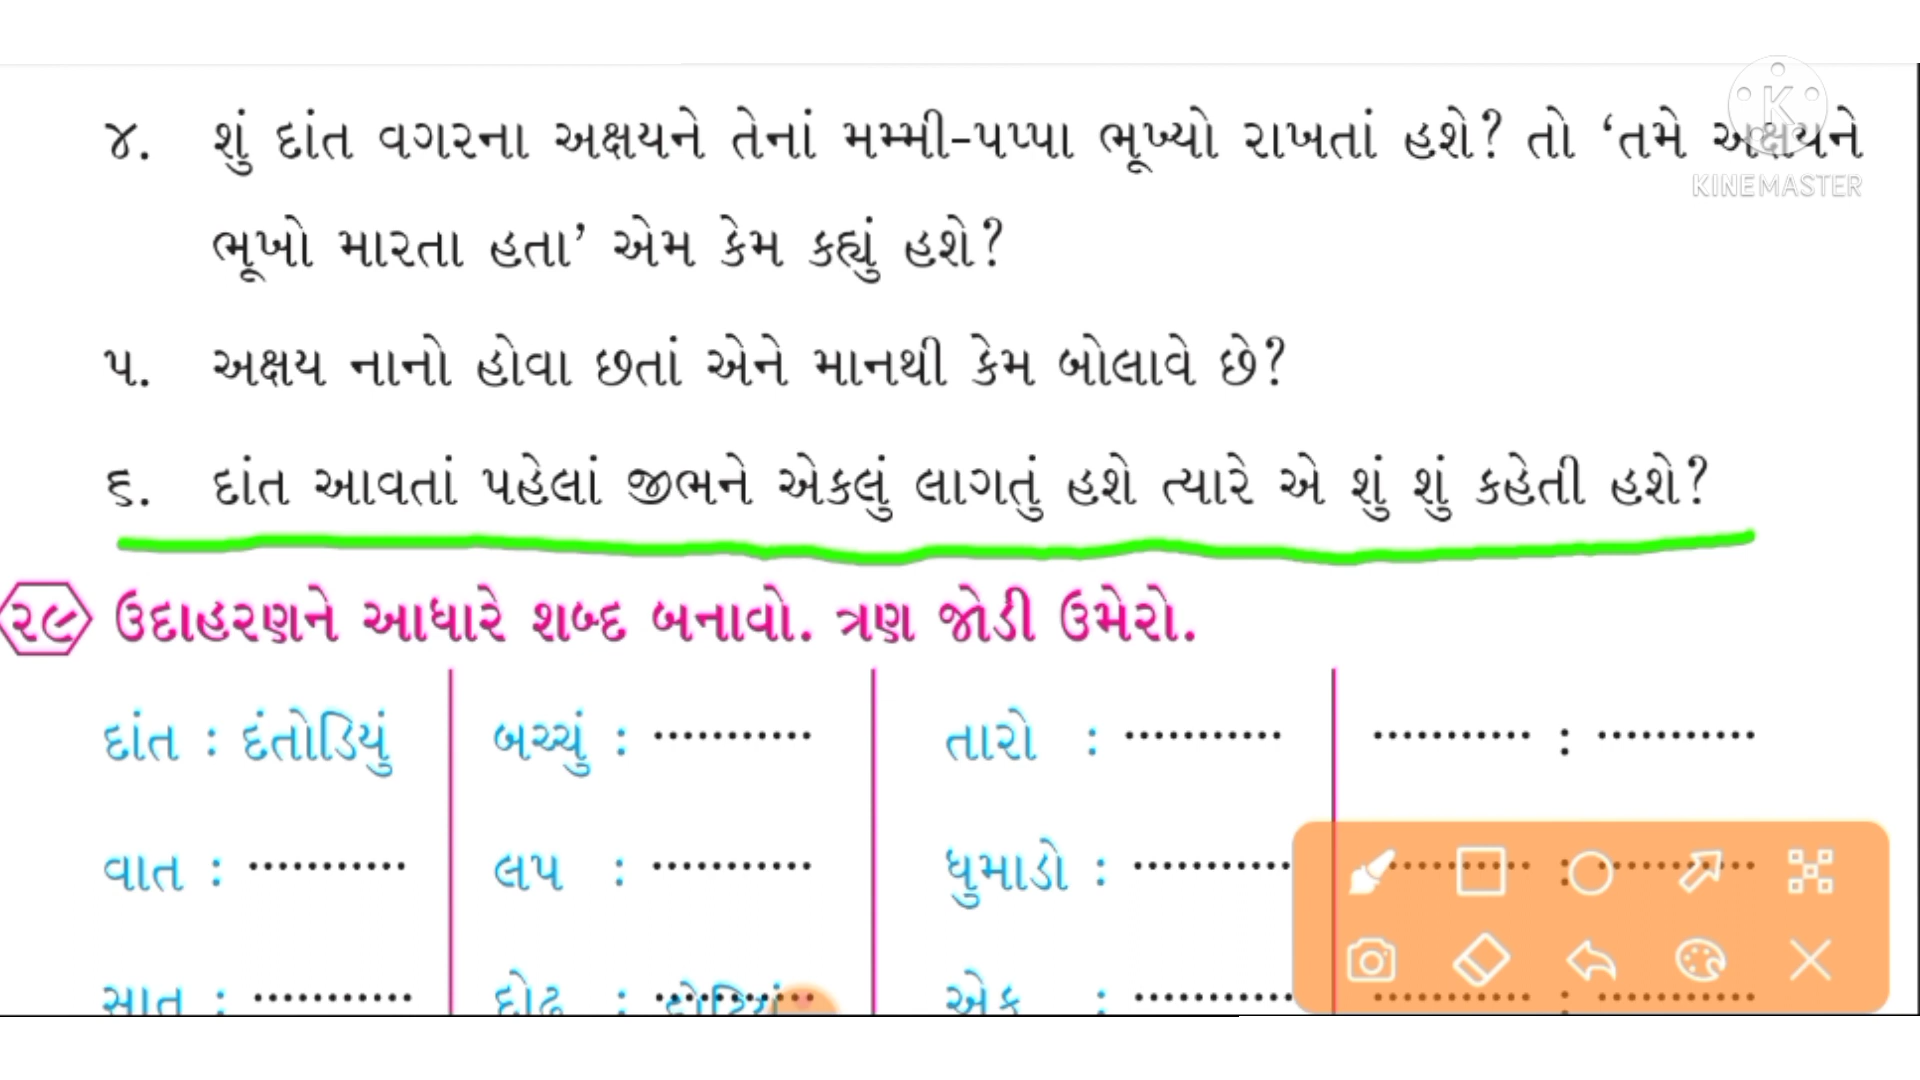 ૪. શું દાંત વગરના અક્ષયને તેનાં મમ્મી-પપ્પા ભૂખ્યો રાખતાં હશે? તો ‘તમે અક્ષયને
KINEMASTER
ભૂખો મારતા હતા’ એમ કેમ કહ્યું હશે?
૫. અક્ષય નાનો હોવા છતાં એને માનથી કેમ બોલાવે છે?
૬. દાંત આવતાં પહેલાં જીભને એકલું લાગતું હશે ત્યારે એ શું શું કહેતી હશે?
૨૯ ઉદાહરણને આધારે શબ્દ બનાવો. ત્રણ જોડી ઉમેરો.
દાંત : દંતોડિયું બચ્ચું : ........... તારો : ........... ........... : ...........
વાત : ........... લપ : ........... ધુમાડો : ........... ........... : ...........
સાત : ........... દોઢ : ........... એક : ........... ........... : ...........